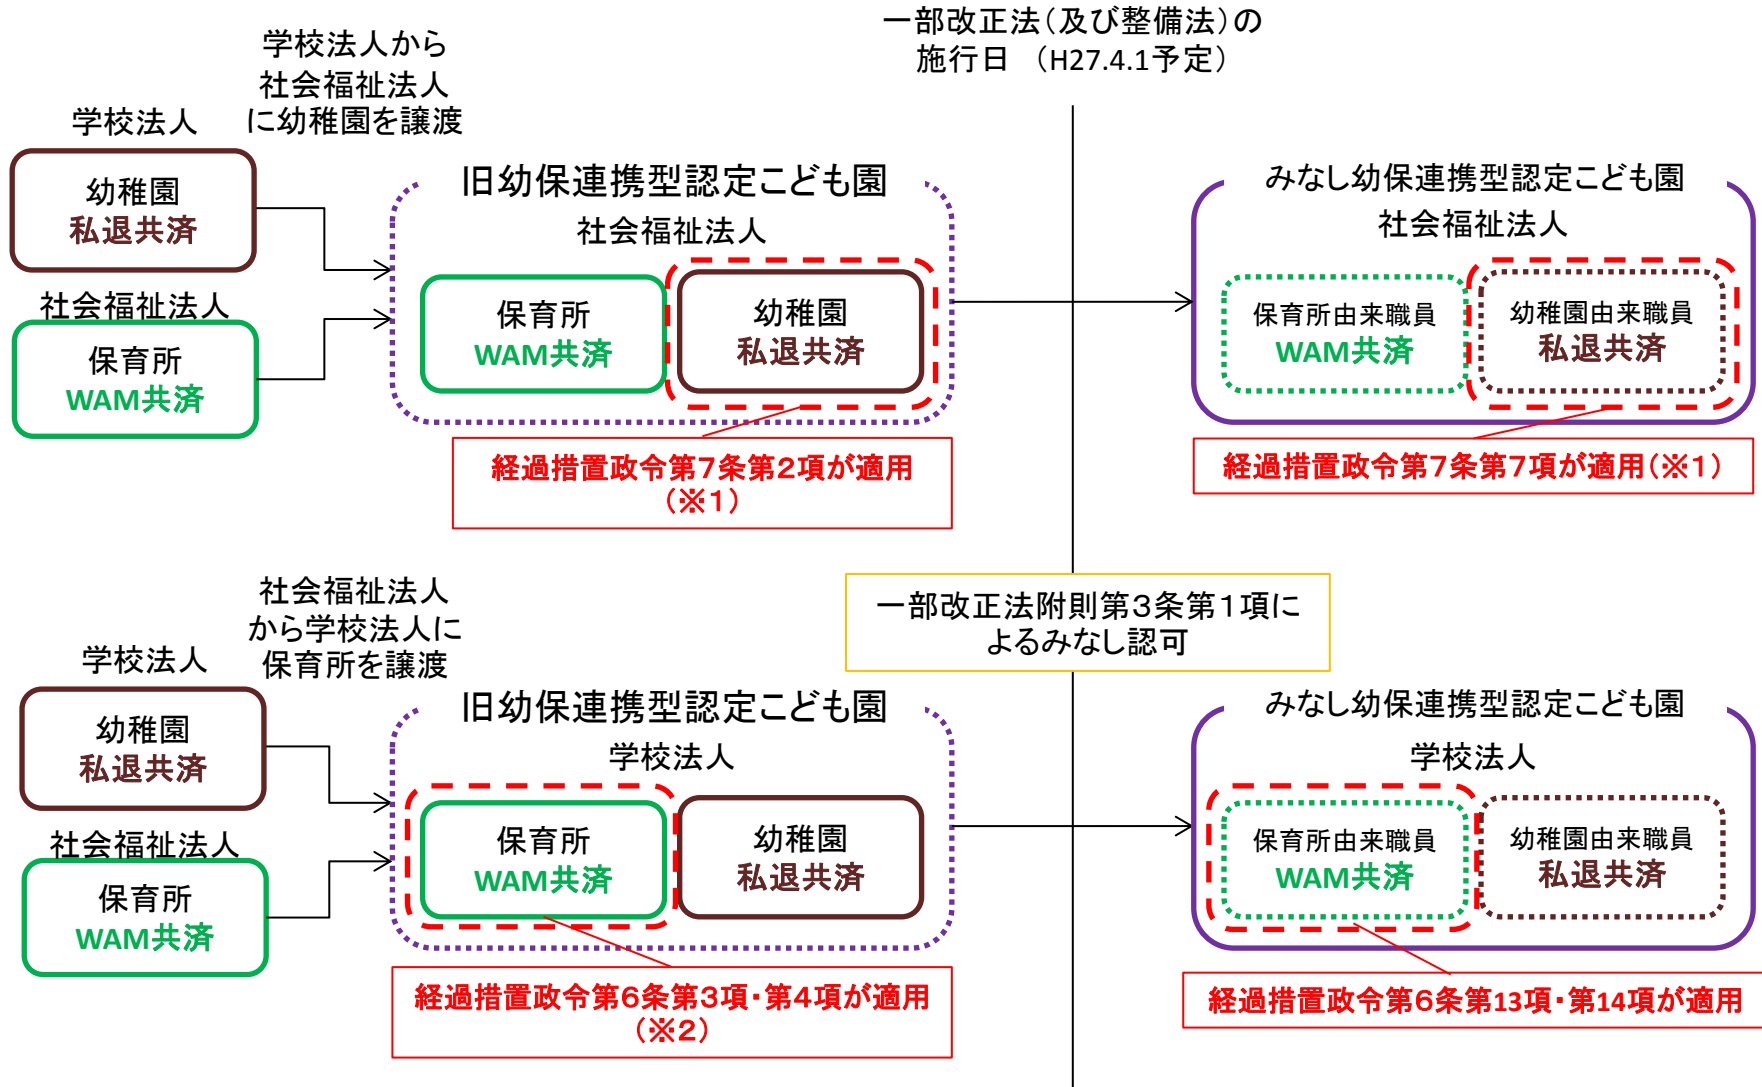 一部改正法（及び整備法）の
施行日　（H27.4.1予定）
学校法人から
社会福祉法人
に幼稚園を譲渡
学校法人
幼稚園
私退共済
社会福祉法人
保育所
WAM共済
旧幼保連携型認定こども園
社会福祉法人
保育所
WAM共済
幼稚園
私退共済
経過措置政令第７条第２項が適用
（※１）
みなし幼保連携型認定こども園
社会福祉法人
保育所由来職員
WAM共済
幼稚園由来職員
私退共済
経過措置政令第７条第７項が適用（※１）
一部改正法附則第３条第１項に
よるみなし認可
社会福祉法人
から学校法人に
保育所を譲渡
学校法人
幼稚園
私退共済
社会福祉法人
保育所
WAM共済
旧幼保連携型認定こども園
学校法人
保育所
WAM共済
幼稚園
私退共済
経過措置政令第６条第３項・第４項が適用
（※２）
みなし幼保連携型認定こども園
学校法人
保育所由来職員
WAM共済
幼稚園由来職員
私退共済
経過措置政令第６条第13項・第14項が適用